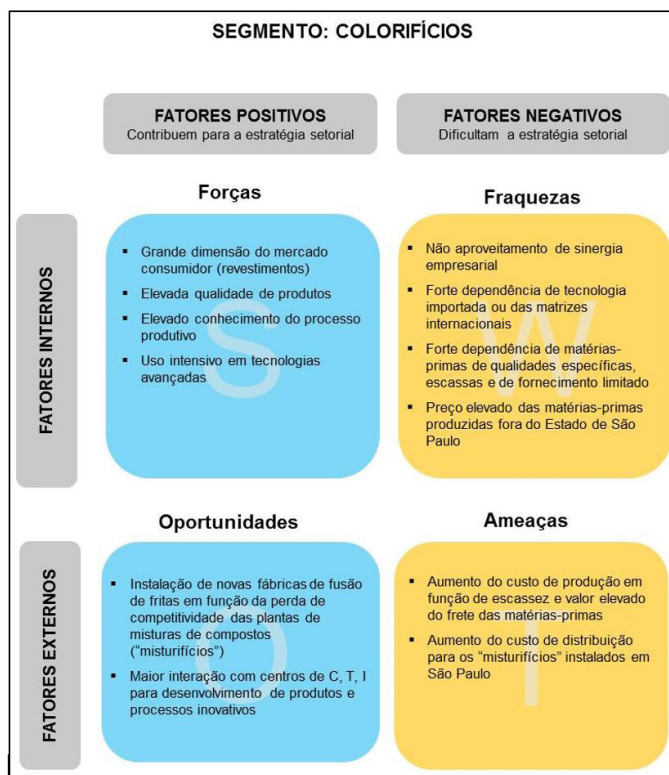 SEGMENTO: COLORIFÍCIOS
FATORES POSITIVOS
Contribuem para a estratégia setorial
FATORES NEGATIVOS
Dificultam a estratégia setorial
FATORES INTERNOS
Forças
S
▪ Grande dimensão do mercado
consumidor (revestimentos)
▪ Elevada qualidade de produtos
▪ Elevado conhecimento do processo
produtivo
▪ Uso intensivo em tecnologias
avançadas
Fraquezas
W
▪ Não aproveitamento de sinergia
empresarial
▪ Forte dependência de tecnologia
importada ou das matrizes
internacionais
▪ Forte dependência de matérias-
primas de qualidades específicas,
escassas e de fornecimento limitado
▪ Preço elevado das matérias-primas
produzidas fora do Estado de São
Paulo
FATORES EXTERNOS
Oportunidades
O
▪ Instalação de novas fábricas de fusão
de fritas em função da perda de
competitividade das plantas de
misturas de compostos
(“misturifícios”)
▪ Maior interação com centros de C, T, I
para desenvolvimento de produtos e
processos inovativos
Ameaças
T
▪ Aumento do custo de produção em
função de escassez e valor elevado
do frete das matérias-primas
▪ Aumento do custo de distribuição
para os “misturifícios” instalados em
São Paulo